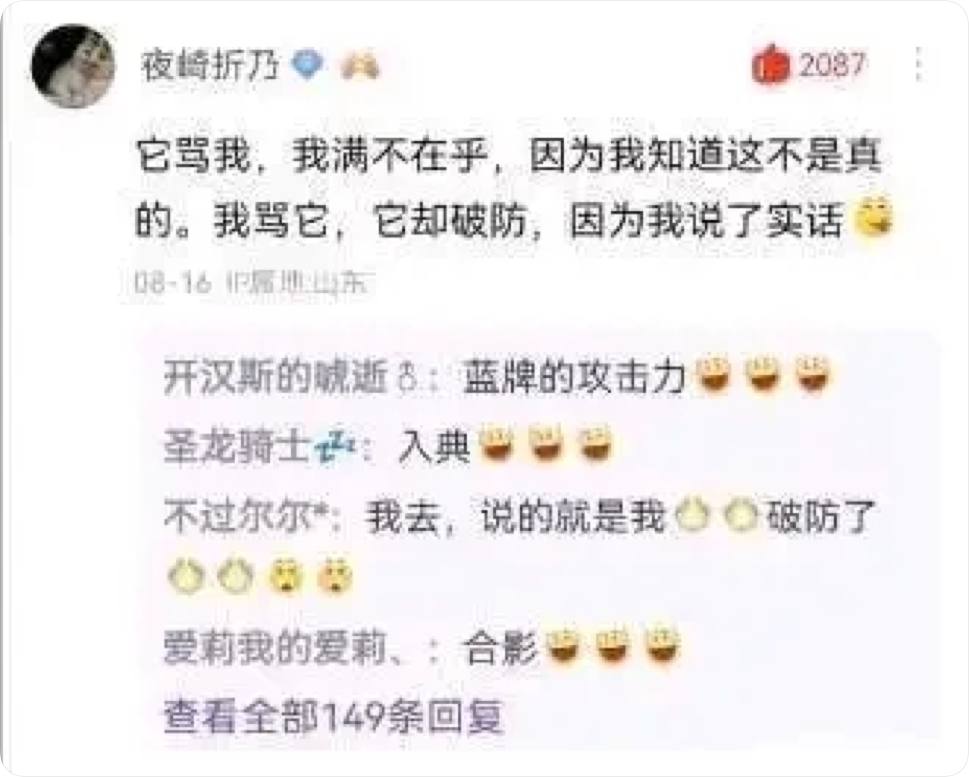 夜崎折乃
2087
它骂我，我满不在乎，因为我知道这不是真
的。我骂它，它却破防，因为我说了实话
08-16 IP属地:山东
开汉斯的唬逝：蓝牌的攻击力
圣龙骑士💤：入典
不过尔尔*：我去，说的就是我👐👐破防了
爱莉我的爱莉、：合影
查看全部149条回复